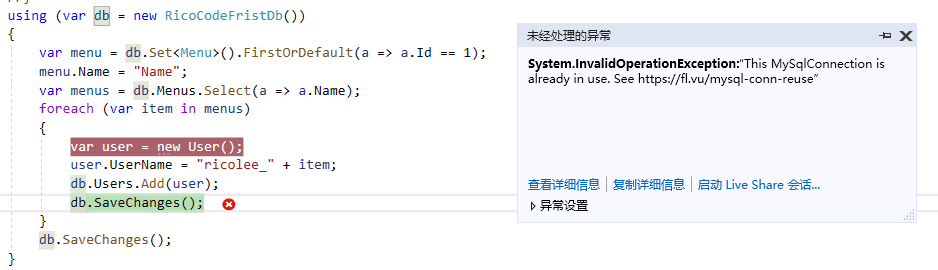 using (var db = new RicoCodeFristDb())
{
var menu = db.Set<Menu>().FirstOrDefault(a => a.Id == 1);
menu.Name = "Name";
var menus = db.Menus.Select(a => a.Name);
foreach (var item in menus)
{
var user = new User();
user.UserName = "ricolee_" + item;
db.Users.Add(user);
db.SaveChanges();
}
db.SaveChanges();
}
未经处理的异常
System.InvalidOperationException:“This MySqlConnection is
already in use. See https://fl.vu/mysql-conn-reuse”
查看详细信息 | 复制详细信息 | 启动 Live Share 会话...
异常设置